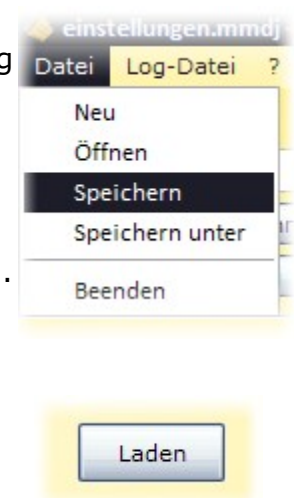 einstellungen.mmdj
g
Datei Log-Datei ?
Neu
Öffnen
Speichern
Speichern unter
.
Beenden
Laden